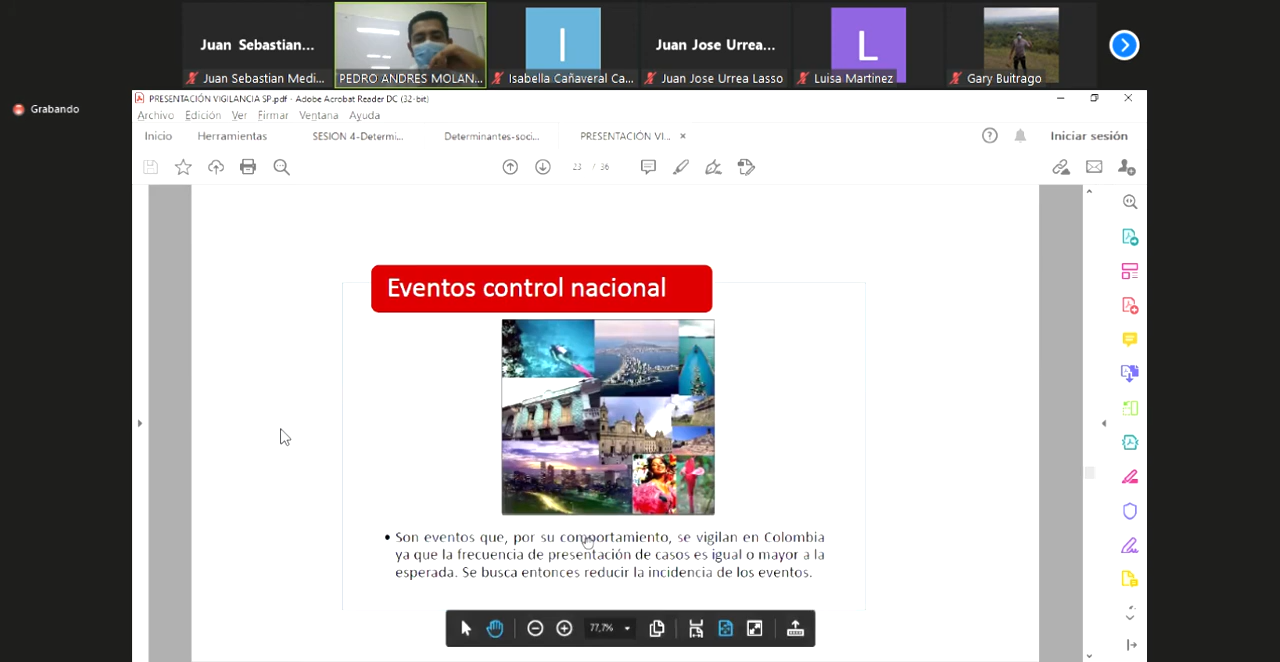 Juan Sebastian...
Juan Jose Urrea...
I
L
Juan Sebastian Medi...
PEDRO ANDRES MOLAN...
Isabella Cañaveral Ca...
Juan Jose Urrea Lasso
Luisa Martinez
Gary Buitrago
Grabando
PRESENTACIÓN VIGILANCIA SP.pdf - Adobe Acrobat Reader DC (32-bit)
Archivo Edición Ver Firmar Ventana Ayuda
Inicio Herramientas SESION 4-Determi... Determinantes-soci... PRESENTACIÓN VI... × Iniciar sesión
23 / 36
Eventos control nacional
• Son eventos que, por su comportamiento, se vigilan en Colombia
ya que la frecuencia de presentación de casos es igual o mayor a la
esperada. Se busca entonces reducir la incidencia de los eventos.
77,7%